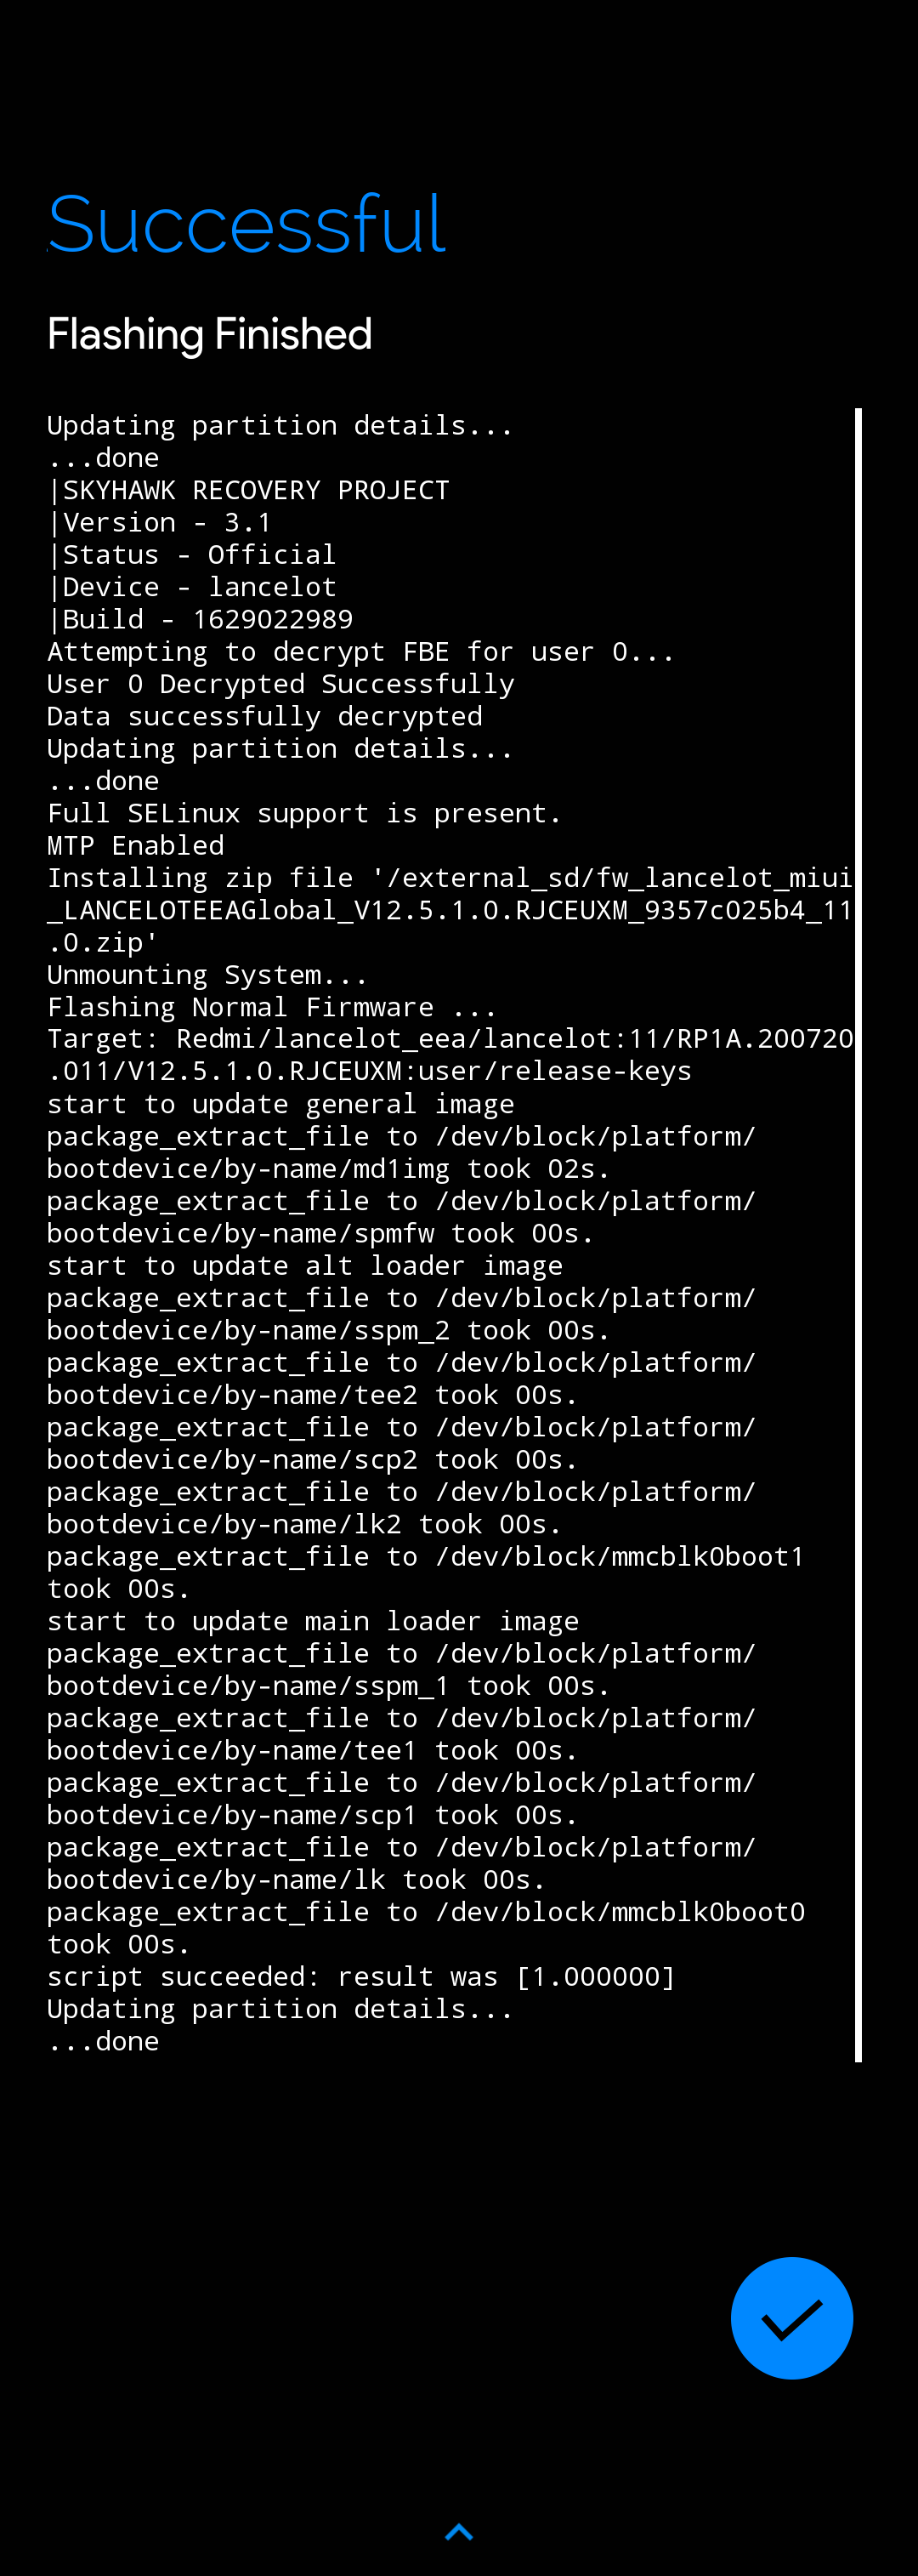 Successful
Flashing Finished
Updating partition details...
...done
|SKYHAWK RECOVERY PROJECT
|Version - 3.1
|Status - Official
|Device - lancelot
|Build - 1629022989
Attempting to decrypt FBE for user 0...
User 0 Decrypted Successfully
Data successfully decrypted
Updating partition details...
...done
Full SELinux support is present.
MTP Enabled
Installing zip file '/external_sd/fw_lancelot_miui
_LANCELOTEEAGlobal_V12.5.1.0.RJCEUXM_9357c025b4_11
.0.zip'
Unmounting System...
Flashing Normal Firmware ...
Target: Redmi/lancelot_eea/lancelot:11/RP1A.200720
.011/V12.5.1.0.RJCEUXM:user/release-keys
start to update general image
package_extract_file to /dev/block/platform/
bootdevice/by-name/md1img took 02s.
package_extract_file to /dev/block/platform/
bootdevice/by-name/spmfw took 00s.
start to update alt loader image
package_extract_file to /dev/block/platform/
bootdevice/by-name/sspm_2 took 00s.
package_extract_file to /dev/block/platform/
bootdevice/by-name/tee2 took 00s.
package_extract_file to /dev/block/platform/
bootdevice/by-name/scp2 took 00s.
package_extract_file to /dev/block/platform/
bootdevice/by-name/lk2 took 00s.
package_extract_file to /dev/block/mmcblk0boot1
took 00s.
start to update main loader image
package_extract_file to /dev/block/platform/
bootdevice/by-name/sspm_1 took 00s.
package_extract_file to /dev/block/platform/
bootdevice/by-name/tee1 took 00s.
package_extract_file to /dev/block/platform/
bootdevice/by-name/scp1 took 00s.
package_extract_file to /dev/block/platform/
bootdevice/by-name/lk took 00s.
package_extract_file to /dev/block/mmcblk0boot0
took 00s.
script succeeded: result was [1.000000]
Updating partition details...
...done